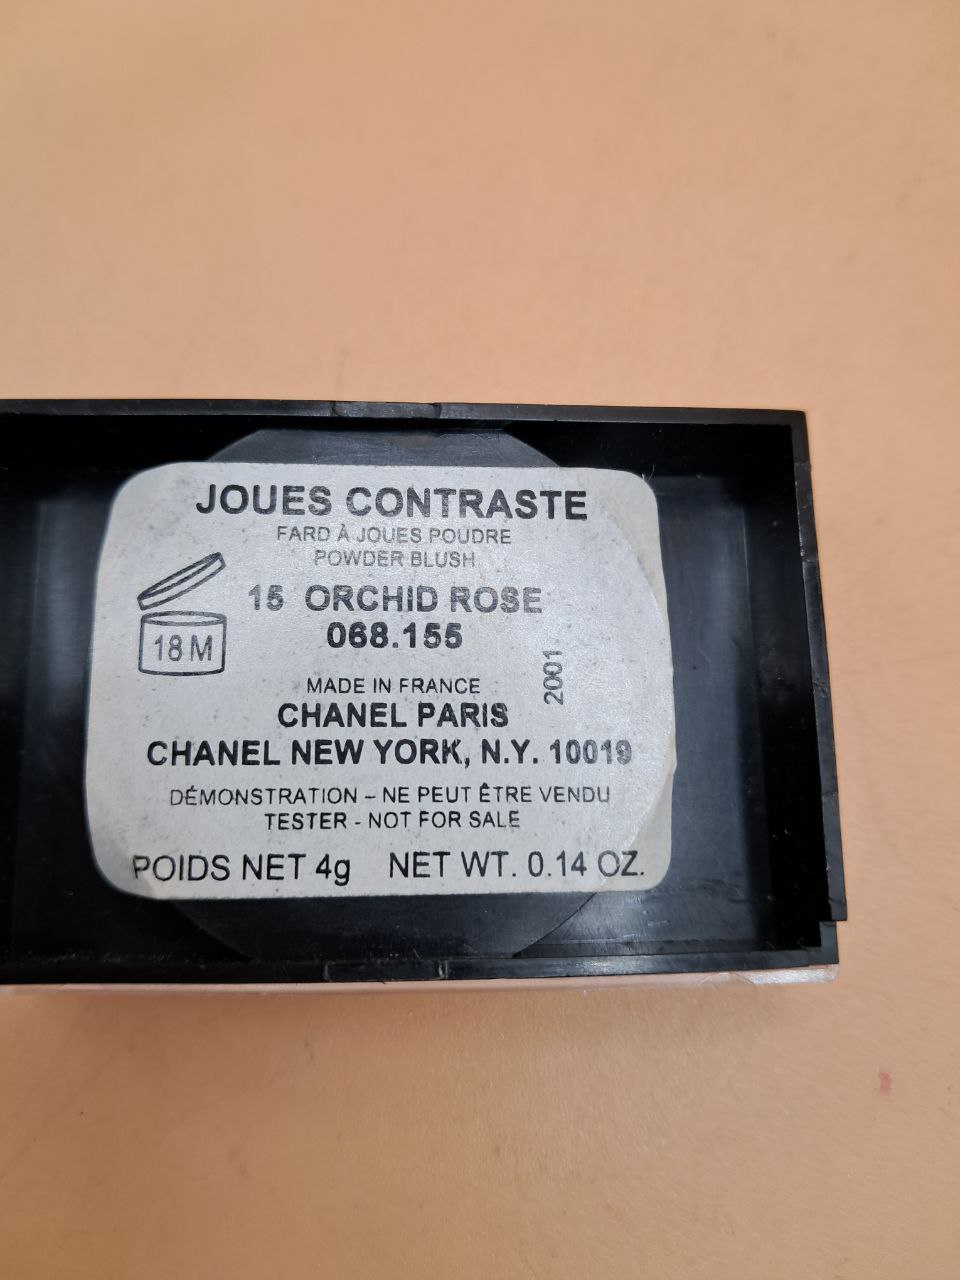 JOUES CONTRASTE
FARD À JOUES POUDRE
POWDER BLUSH
15 ORCHID ROSE
068.155
18 M
2001
MADE IN FRANCE
CHANEL PARIS
CHANEL NEW YORK, N.Y. 10019
DÉMONSTRATION – NE PEUT ÊTRE VENDU
TESTER - NOT FOR SALE
POIDS NET 4g NET WT. 0.14 OZ.